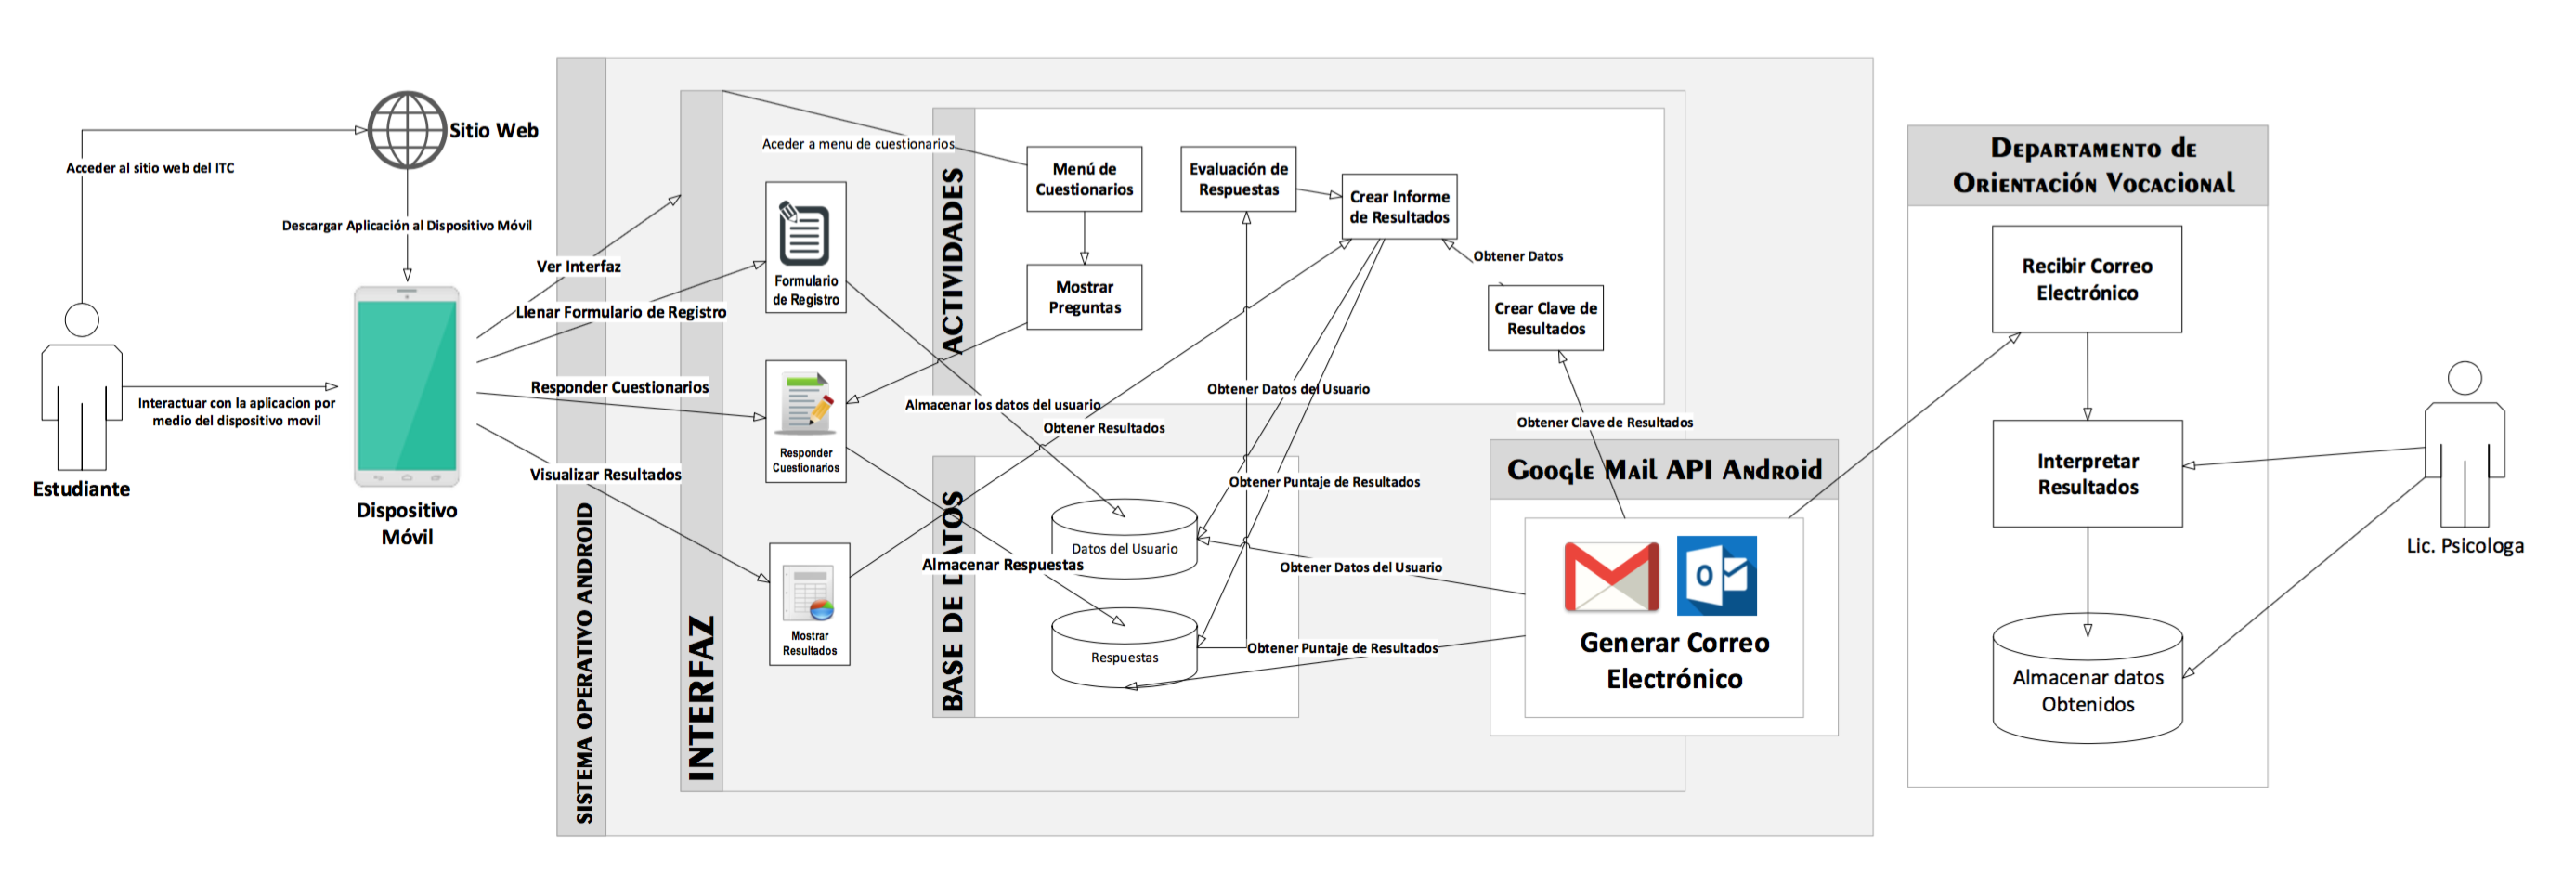 Sitio Web
Acceder al sitio web del ITC
Descargar Aplicación al Dispositivo Móvil
Estudiante
Interactuar con la aplicacion por
medio del dispositivo movil
Dispositivo
Móvil
Ver Interfaz
Llenar Formulario de Registro
Responder Cuestionarios
Visualizar Resultados
SISTEMA OPERATIVO ANDROID
INTERFAZ
Formulario
de Registro
Responder
Cuestionarios
Mostrar
Resultados
Aceder a menu de cuestionarios
ACTIVIDADES
Menú de
Cuestionarios
Mostrar
Preguntas
Evaluación de
Respuestas
Crear Informe
de Resultados
Obtener Datos
Crear Clave de
Resultados
Almacenar los datos del usuario
Obtener Resultados
Obtener Datos del Usuario
Obtener Puntaje de Resultados
Obtener Clave de Resultados
BASE DE DATOS
Almacenar Respuestas
Datos del Usuario
Respuestas
Obtener Datos del Usuario
Obtener Puntaje de Resultados
Google Mail API Android
Generar Correo
Electrónico
Departamento de
Orientación Vocacional
Recibir Correo
Electrónico
Interpretar
Resultados
Almacenar datos
Obtenidos
Lic. Psicologa